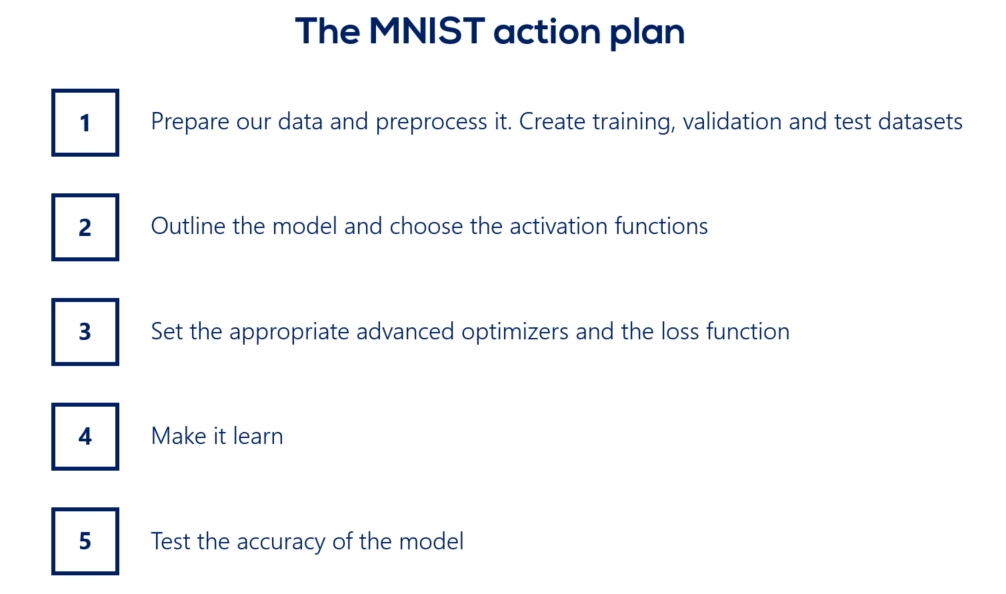 The MNIST action plan
1 Prepare our data and preprocess it. Create training, validation and test datasets
2 Outline the model and choose the activation functions
3 Set the appropriate advanced optimizers and the loss function
4 Make it learn
5 Test the accuracy of the model